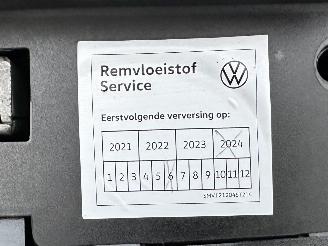 Remvloeistof
Service
Eerstvolgende verversing op:
2021 2022 2023 2024
1 2 3 4 5 6 7 8 9 10 11 12